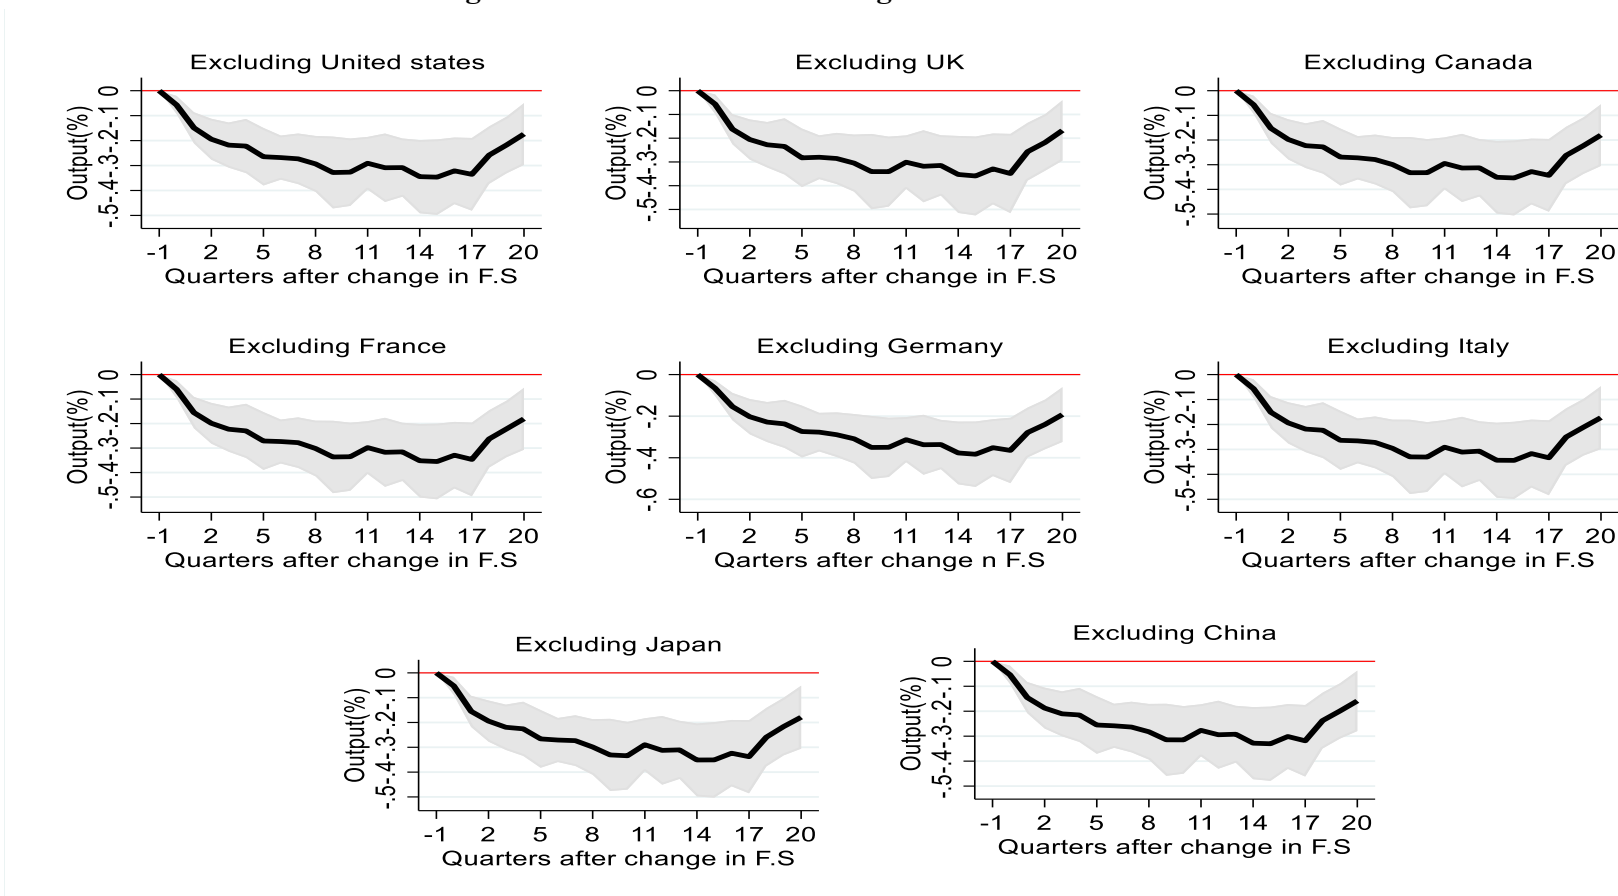 Excluding United states
Output(%)
0
-.1
-.2
-.3
-.4
-.5
-1 2 5 8 11 14 17 20
Quarters after change in F.S
Excluding UK
Output(%)
0
-.1
-.2
-.3
-.4
-.5
-1 2 5 8 11 14 17 20
Quarters after change in F.S
Excluding Canada
Output(%)
0
-.1
-.2
-.3
-.4
-.5
-1 2 5 8 11 14 17 20
Quarters after change in F.S
Excluding France
Output(%)
0
-.1
-.2
-.3
-.4
-.5
-1 2 5 8 11 14 17 20
Quarters after change in F.S
Excluding Germany
Output(%)
0
-.2
-.4
-.6
-1 2 5 8 11 14 17 20
Qarters after change n F.S
Excluding Italy
Output(%)
0
-.1
-.2
-.3
-.4
-.5
-1 2 5 8 11 14 17 20
Quarters after change in F.S
Excluding Japan
Output(%)
0
-.1
-.2
-.3
-.4
-.5
-1 2 5 8 11 14 17 20
Quarters after change in F.S
Excluding China
Output(%)
0
-.1
-.2
-.3
-.4
-.5
-1 2 5 8 11 14 17 20
Quarters after change in F.S